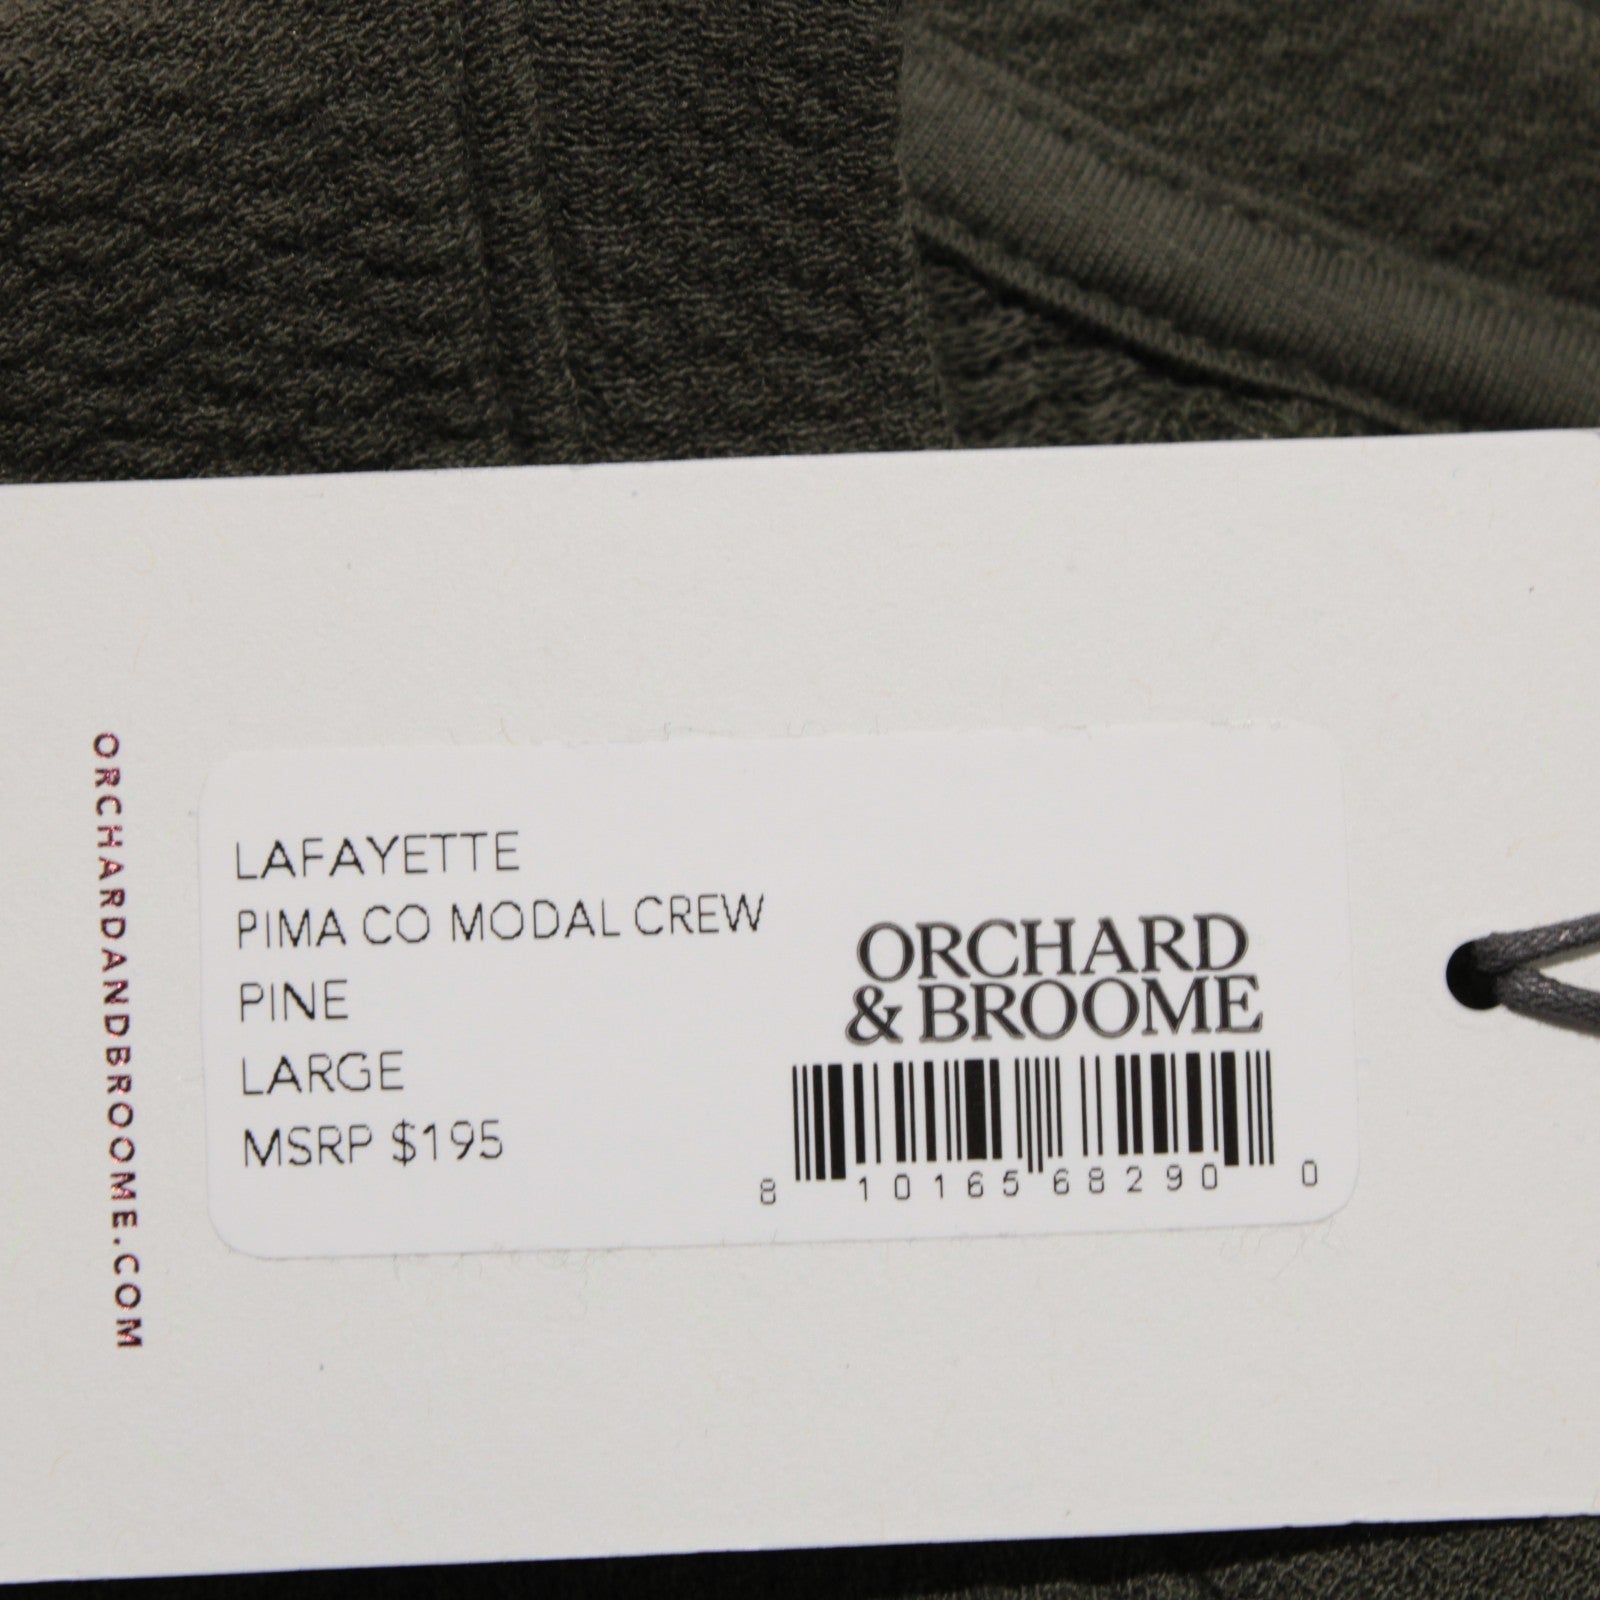 ORCHARDANDBROOME.COM
LAFAYETTE
PIMA CO MODAL CREW
PINE
LARGE
MSRP $195
ORCHARD
& BROOME
8 10165 68290 0